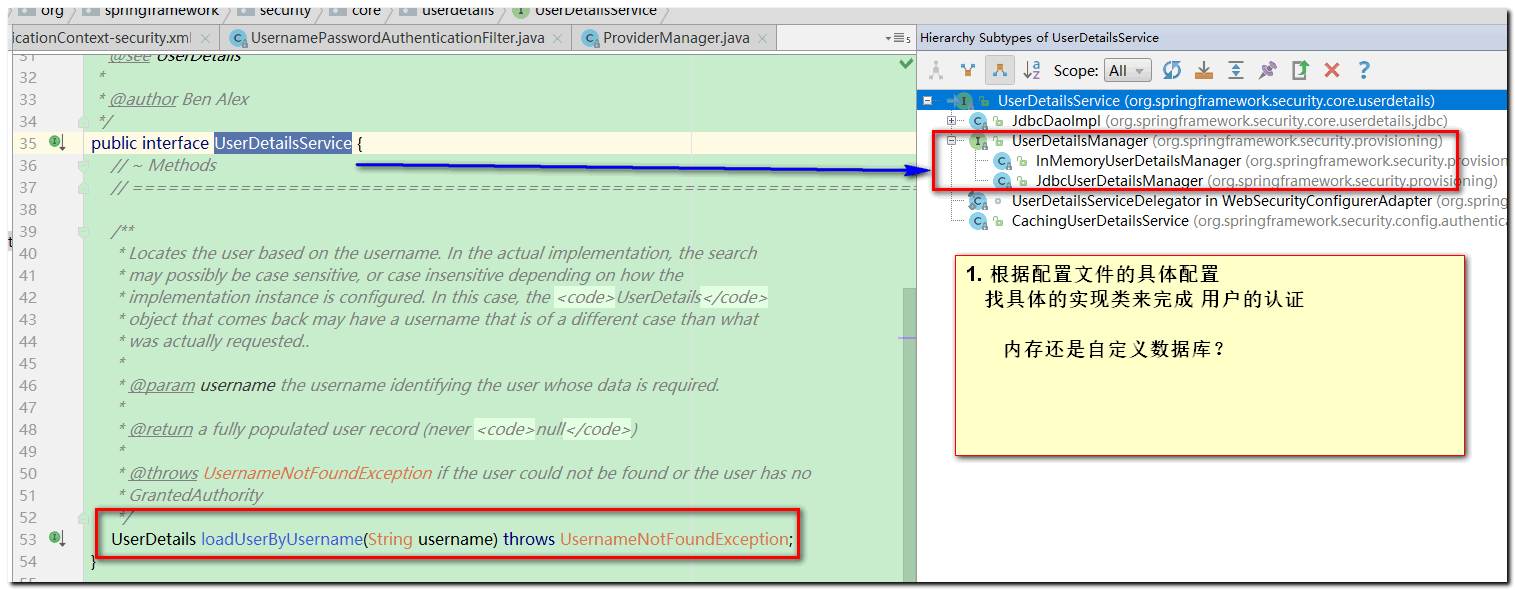 org springframework security core userdetails UserDetailsService
icationContext-security.xml UsernamePasswordAuthenticationFilter.java ProviderManager.java 5
31 @see UserDetails
32 *
33 * @author Ben Alex
34 */
35 public interface UserDetailsService {
36 // ~ Methods
37 // ================================================================
38
39 /**
40 * Locates the user based on the username. In the actual implementation, the search
41 * may possibly be case sensitive, or case insensitive depending on how the
42 * implementation instance is configured. In this case, the <code>UserDetails</code>
43 * object that comes back may have a username that is of a different case than what
44 * was actually requested..
45 *
46 * @param username the username identifying the user whose data is required.
47 *
48 * @return a fully populated user record (never <code>null</code>)
49 *
50 * @throws UsernameNotFoundException if the user could not be found or the user has no
51 * GrantedAuthority
52 */
53 UserDetails loadUserByUsername(String username) throws UsernameNotFoundException;
54 }
55
Hierarchy Subtypes of UserDetailsService
Scope: All
UserDetailsService (org.springframework.security.core.userdetails)
JdbcDaoImpl (org.springframework.security.core.userdetails.jdbc)
UserDetailsManager (org.springframework.security.provisioning)
InMemoryUserDetailsManager (org.springframework.security.provision
JdbcUserDetailsManager (org.springframework.security.provisioning)
UserDetailsServiceDelegator in WebSecurityConfigurerAdapter (org.spring
CachingUserDetailsService (org.springframework.security.config.authentica
1. 根据配置文件的具体配置
找具体的实现类来完成 用户的认证
内存还是自定义数据库？